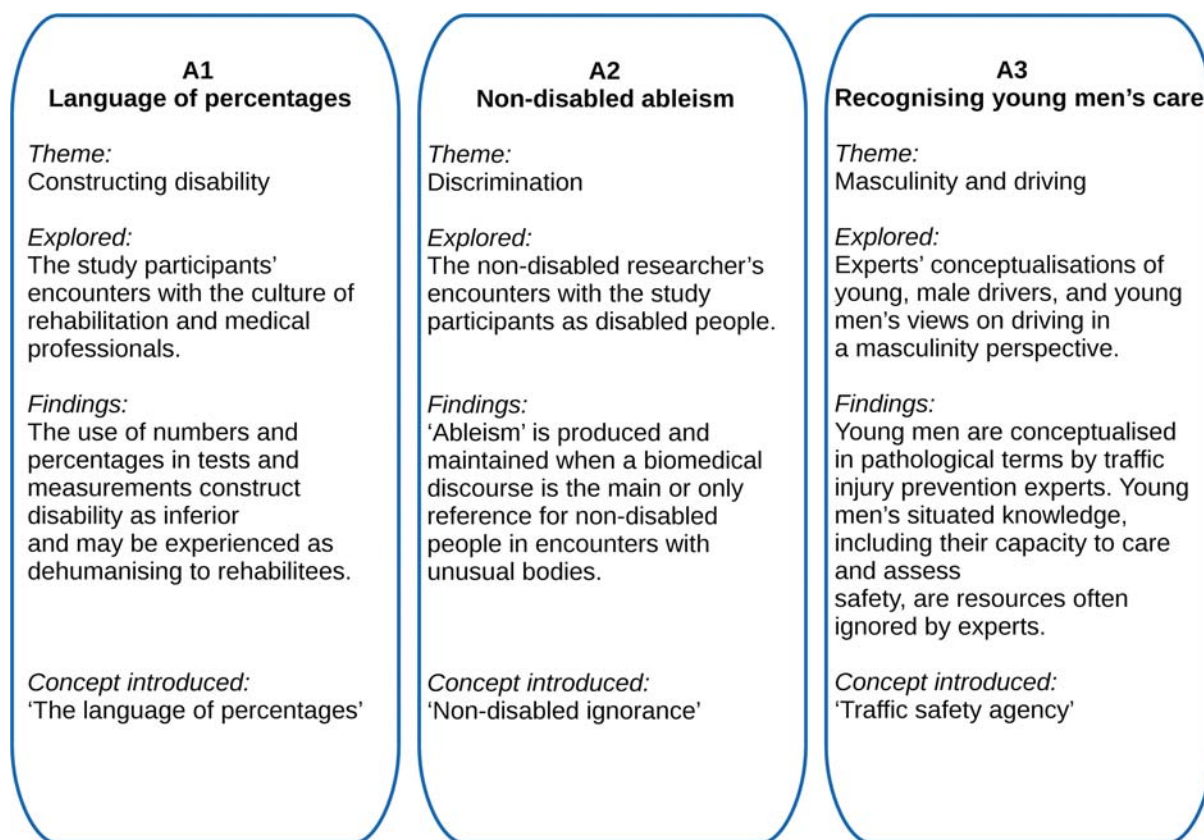 A1
Language of percentages
Theme:
Constructing disability
Explored:
The study participants’
encounters with the culture of
rehabilitation and medical
professionals.
Findings:
The use of numbers and
percentages in tests and
measurements construct
disability as inferior
and may be experienced as
dehumanising to rehabilitees.
Concept introduced:
‘The language of percentages’
A2
Non-disabled ableism
Theme:
Discrimination
Explored:
The non-disabled researcher’s
encounters with the study
participants as disabled people.
Findings:
‘Ableism’ is produced and
maintained when a biomedical
discourse is the main or only
reference for non-disabled
people in encounters with
unusual bodies.
Concept introduced:
‘Non-disabled ignorance’
A3
Recognising young men’s care
Theme:
Masculinity and driving
Explored:
Experts’ conceptualisations of
young, male drivers, and young
men’s views on driving in
a masculinity perspective.
Findings:
Young men are conceptualised
in pathological terms by traffic
injury prevention experts. Young
men’s situated knowledge,
including their capacity to care
and assess
safety, are resources often
ignored by experts.
Concept introduced:
‘Traffic safety agency’